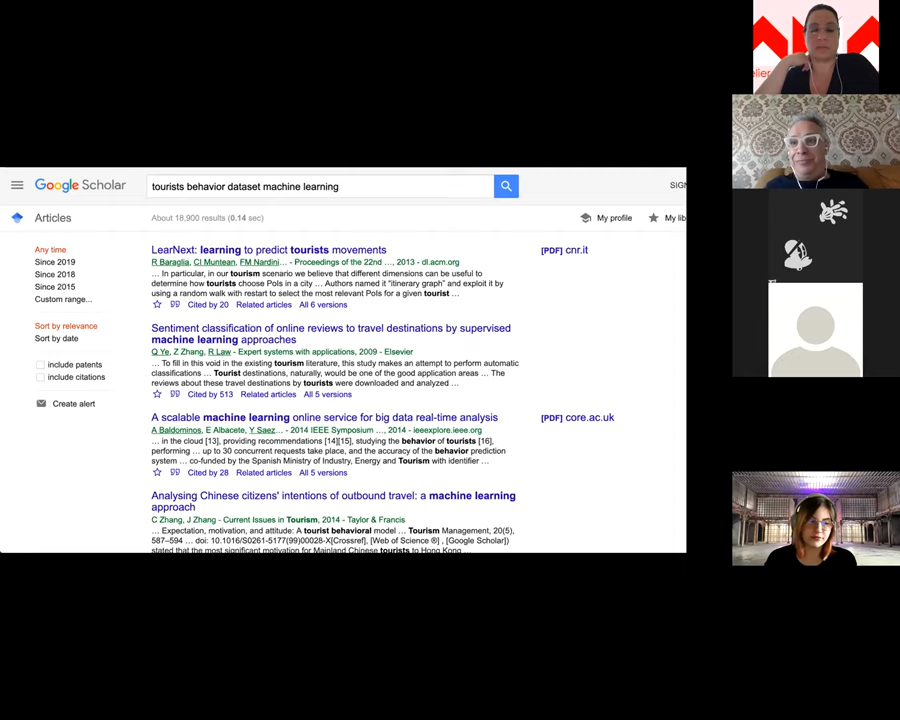 Google Scholar
tourists behavior dataset machine learning
SIGN
Articles
About 18,900 results (0.14 sec)
My profile
My lib
Any time
Since 2019
Since 2018
Since 2015
Custom range...
Sort by relevance
Sort by date
include patents
include citations
Create alert
LearNext: learning to predict tourists movements
R Baraglia, CI Muntean, FM Nardini… - Proceedings of the 22nd …, 2013 - dl.acm.org
… In particular, in our tourism scenario we believe that different dimensions can be useful to
determine how tourists choose PoIs in a city … Authors named it "itinerary graph" and exploit it by
using a random walk with restart to select the most relevant PoIs for a given tourist …
Cited by 20 Related articles All 6 versions
[PDF] cnr.it
Sentiment classification of online reviews to travel destinations by supervised
machine learning approaches
Q Ye, Z Zhang, R Law - Expert systems with applications, 2009 - Elsevier
… To fill in this void in the existing tourism literature, this study makes an attempt to perform automatic
classifications … Tourist destinations, naturally, would be one of the good application areas … The
reviews about these travel destinations by tourists were downloaded and analyzed …
Cited by 513 Related articles All 5 versions
A scalable machine learning online service for big data real-time analysis
A Baldominos, E Albacete, Y Saez… - 2014 IEEE Symposium …, 2014 - ieeexplore.ieee.org
… in the cloud [13], providing recommendations [14][15], studying the behavior of tourists [16],
performing … up to 30 concurrent requests take place, and the accuracy of the behavior prediction
system … co-funded by the Spanish Ministry of Industry, Energy and Tourism with identifier …
Cited by 28 Related articles All 5 versions
[PDF] core.ac.uk
Analysing Chinese citizens' intentions of outbound travel: a machine learning
approach
C Zhang, J Zhang - Current Issues in Tourism, 2014 - Taylor & Francis
… Expectation, motivation, and attitude: A tourist behavioral model … Tourism Management, 20(5),
587–594 … doi: 10.1016/S0261-5177(99)00028-X[Crossref], [Web of Science ®] , [Google Scholar])
stated that the most significant motivation for Mainland Chinese tourists to Hong Kong …